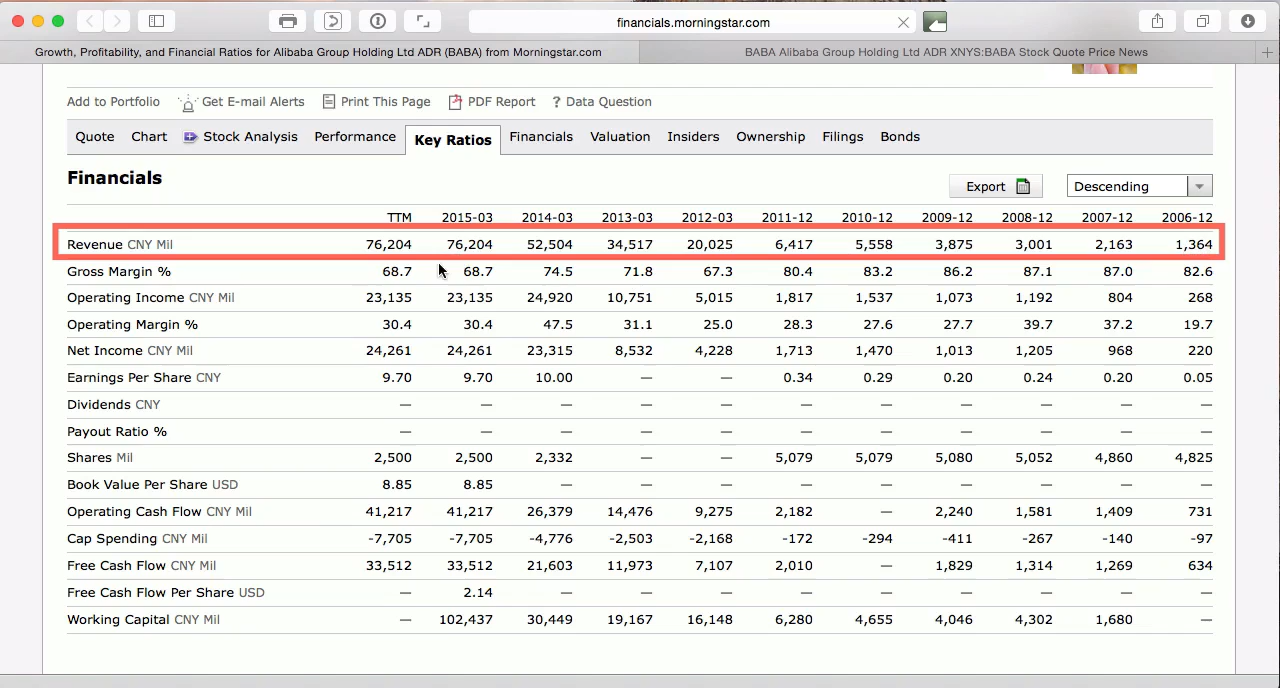 financials.morningstar.com
Growth, Profitability, and Financial Ratios for Alibaba Group Holding Ltd ADR (BABA) from Morningstar.com BABA Alibaba Group Holding Ltd ADR XNYS:BABA Stock Quote Price News
Add to Portfolio Get E-mail Alerts Print This Page PDF Report ? Data Question
Quote Chart Stock Analysis Performance Key Ratios Financials Valuation Insiders Ownership Filings Bonds
Financials
Export Descending
TTM 2015-03 2014-03 2013-03 2012-03 2011-12 2010-12 2009-12 2008-12 2007-12 2006-12
Revenue CNY Mil 76,204 76,204 52,504 34,517 20,025 6,417 5,558 3,875 3,001 2,163 1,364
Gross Margin % 68.7 68.7 74.5 71.8 67.3 80.4 83.2 86.2 87.1 87.0 82.6
Operating Income CNY Mil 23,135 23,135 24,920 10,751 5,015 1,817 1,537 1,073 1,192 804 268
Operating Margin % 30.4 30.4 47.5 31.1 25.0 28.3 27.6 27.7 39.7 37.2 19.7
Net Income CNY Mil 24,261 24,261 23,315 8,532 4,228 1,713 1,470 1,013 1,205 968 220
Earnings Per Share CNY 9.70 9.70 10.00 — — 0.34 0.29 0.20 0.24 0.20 0.05
Dividends CNY — — — — — — — — — — —
Payout Ratio % — — — — — — — — — — —
Shares Mil 2,500 2,500 2,332 — — 5,079 5,079 5,080 5,052 4,860 4,825
Book Value Per Share USD 8.85 8.85 — — — — — — — — —
Operating Cash Flow CNY Mil 41,217 41,217 26,379 14,476 9,275 2,182 — 2,240 1,581 1,409 731
Cap Spending CNY Mil -7,705 -7,705 -4,776 -2,503 -2,168 -172 -294 -411 -267 -140 -97
Free Cash Flow CNY Mil 33,512 33,512 21,603 11,973 7,107 2,010 — 1,829 1,314 1,269 634
Free Cash Flow Per Share USD — 2.14 — — — — — — — — —
Working Capital CNY Mil — 102,437 30,449 19,167 16,148 6,280 4,655 4,046 4,302 1,680 —